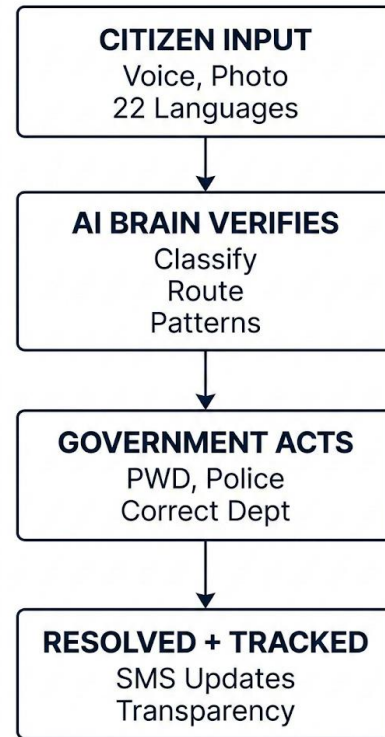 CITIZEN INPUT
Voice, Photo
22 Languages
AI BRAIN VERIFIES
Classify
Route
Patterns
GOVERNMENT ACTS
PWD, Police
Correct Dept
RESOLVED + TRACKED
SMS Updates
Transparency